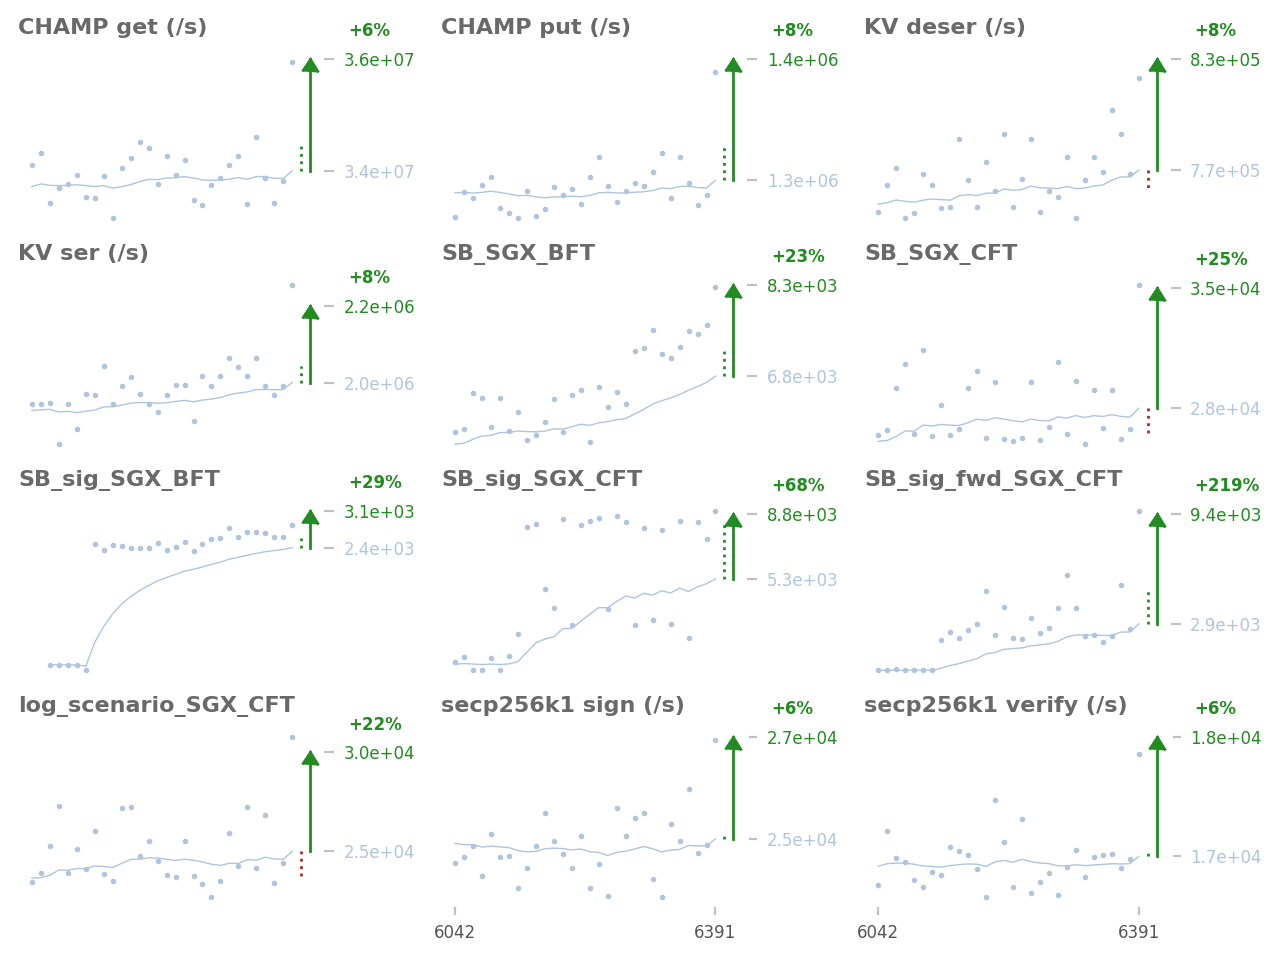 CHAMP get (/s)
+6%
3.6e+07
3.4e+07
CHAMP put (/s)
+8%
1.4e+06
1.3e+06
KV deser (/s)
+8%
8.3e+05
7.7e+05
KV ser (/s)
+8%
2.2e+06
2.0e+06
SB_SGX_BFT
+23%
8.3e+03
6.8e+03
SB_SGX_CFT
+25%
3.5e+04
2.8e+04
SB_sig_SGX_BFT
+29%
3.1e+03
2.4e+03
SB_sig_SGX_CFT
+68%
8.8e+03
5.3e+03
SB_sig_fwd_SGX_CFT
+219%
9.4e+03
2.9e+03
log_scenario_SGX_CFT
+22%
3.0e+04
2.5e+04
secp256k1 sign (/s)
+6%
2.7e+04
2.5e+04
6042
6391
secp256k1 verify (/s)
+6%
1.8e+04
1.7e+04
6042
6391